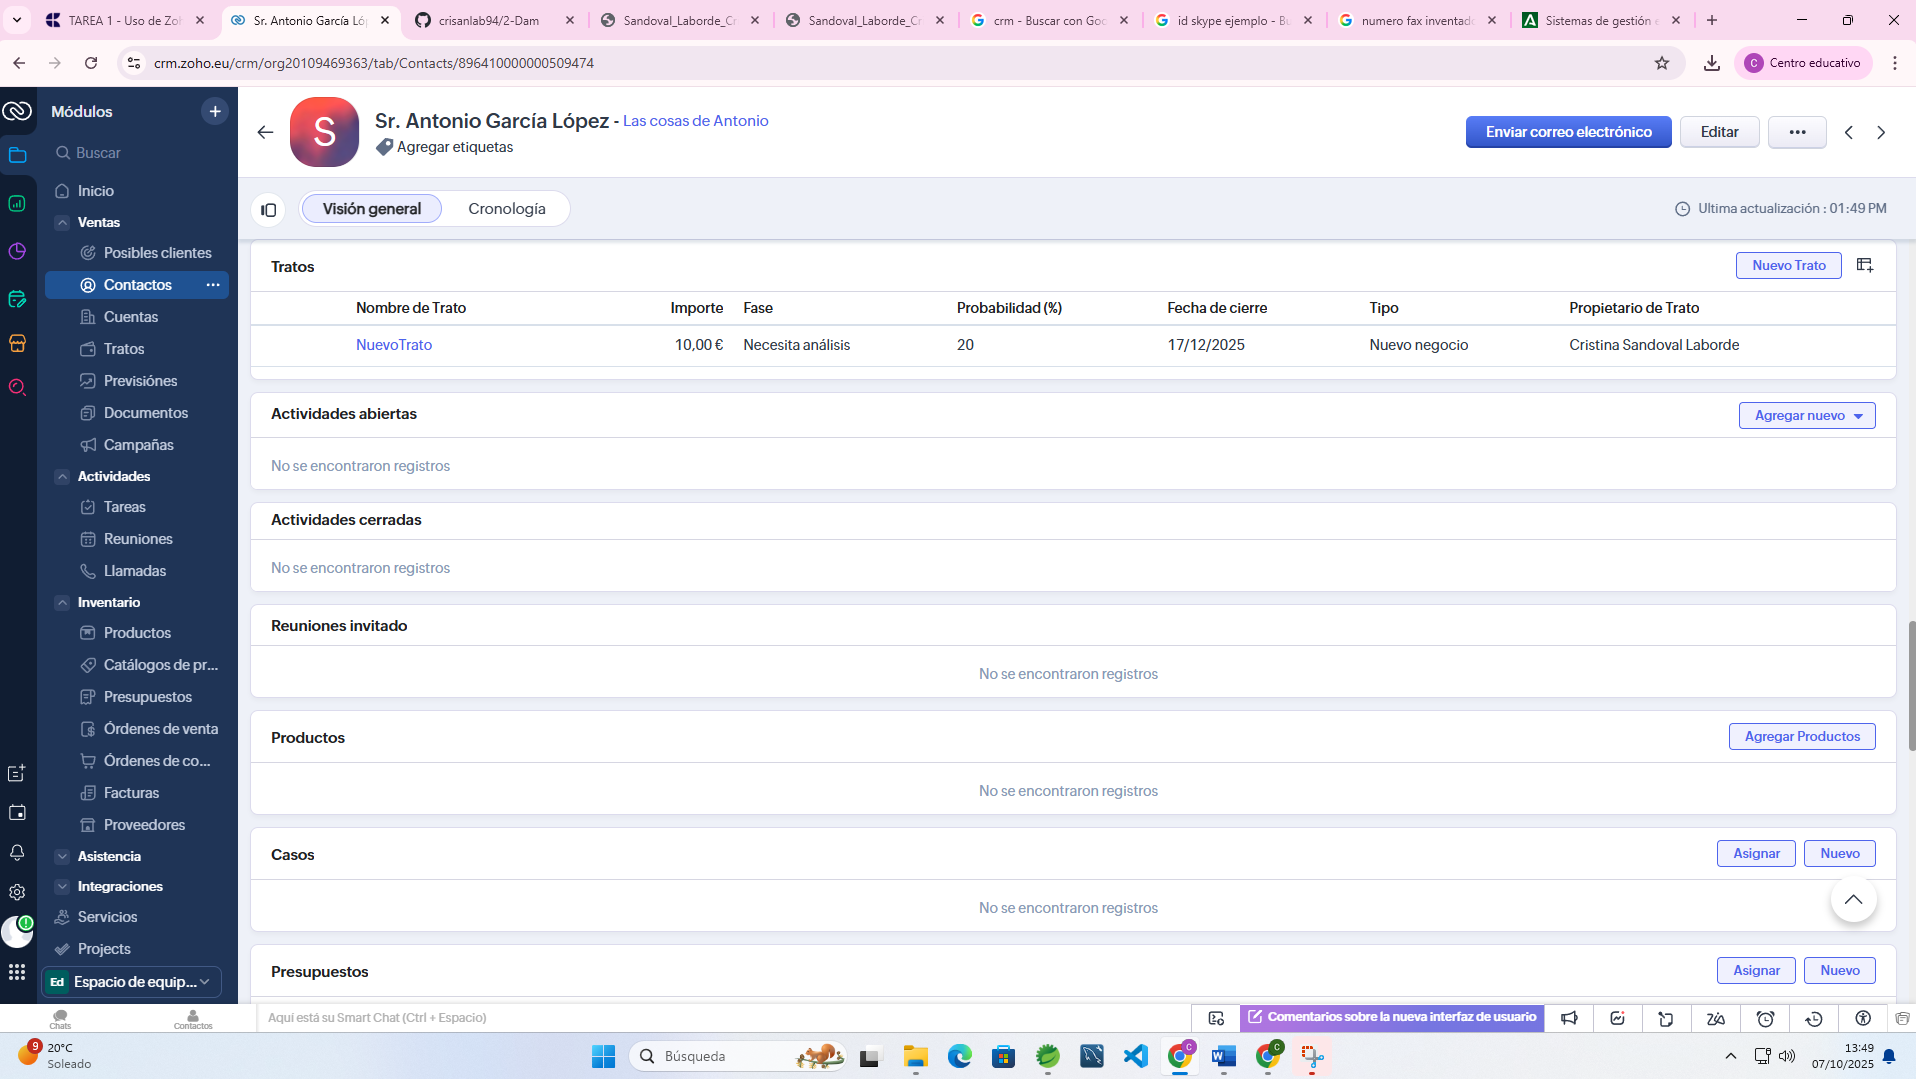 TAREA 1 - Uso de Zoh
Sr. Antonio García Ló
crisanlab94/2-Dam
Sandoval_Laborde_Cr
Sandoval_Laborde_Cr
crm - Buscar con Goo
id skype ejemplo - Bu
numero fax inventad
Sistemas de gestión e
crm.zoho.eu/crm/org20109469363/tab/Contacts/896410000000509474
C
Centro educativo
Módulos
Buscar
Inicio
Ventas
Posibles clientes
Contactos
Cuentas
Tratos
Previsiónes
Documentos
Campañas
Actividades
Tareas
Reuniones
Llamadas
Inventario
Productos
Catálogos de pr...
Presupuestos
Órdenes de venta
Órdenes de co...
Facturas
Proveedores
Asistencia
Integraciones
Servicios
Projects
Ed Espacio de equip...
S
Sr. Antonio García López - Las cosas de Antonio
Agregar etiquetas
Enviar correo electrónico
Editar
Visión general
Cronología
Ultima actualización : 01:49 PM
Tratos
Nuevo Trato
Nombre de Trato Importe Fase Probabilidad (%) Fecha de cierre Tipo Propietario de Trato
NuevoTrato 10,00 € Necesita análisis 20 17/12/2025 Nuevo negocio Cristina Sandoval Laborde
Actividades abiertas
Agregar nuevo
No se encontraron registros
Actividades cerradas
No se encontraron registros
Reuniones invitado
No se encontraron registros
Productos
Agregar Productos
No se encontraron registros
Casos
Asignar
Nuevo
No se encontraron registros
Presupuestos
Asignar
Nuevo
Chats
Contactos
Aquí está su Smart Chat (Ctrl + Espacio)
Comentarios sobre la nueva interfaz de usuario
9
20°C
Soleado
Búsqueda
13:49
07/10/2025